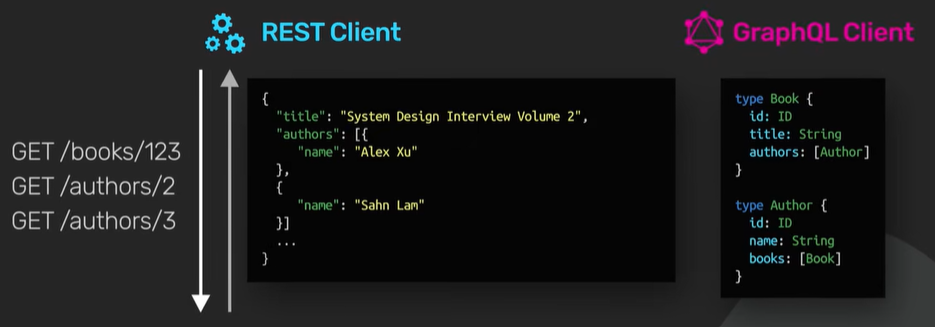 REST Client
GraphQL Client
GET /books/123
GET /authors/2
GET /authors/3
{
  "title": "System Design Interview Volume 2",
  "authors": [{
    "name": "Alex Xu"
  },
  {
    "name": "Sahn Lam"
  }]
  ...
}
type Book {
  id: ID
  title: String
  authors: [Author]
}
type Author {
  id: ID
  name: String
  books: [Book]
}